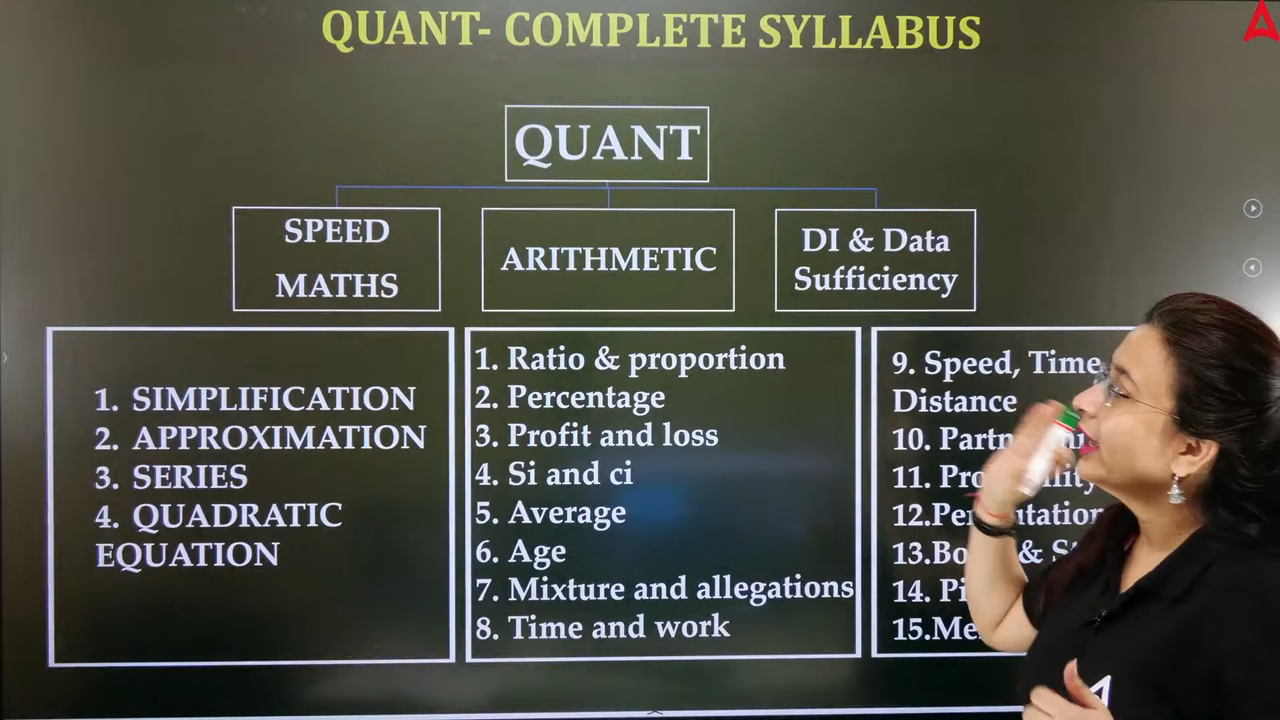 QUANT- COMPLETE SYLLABUS
QUANT
SPEED
MATHS
ARITHMETIC
DI & Data
Sufficiency
1. SIMPLIFICATION
2. APPROXIMATION
3. SERIES
4. QUADRATIC
EQUATION
1. Ratio & proportion
2. Percentage
3. Profit and loss
4. Si and ci
5. Average
6. Age
7. Mixture and allegations
8. Time and work
9. Speed, Time
Distance
10.
11.
12.
13. &
14.
15.